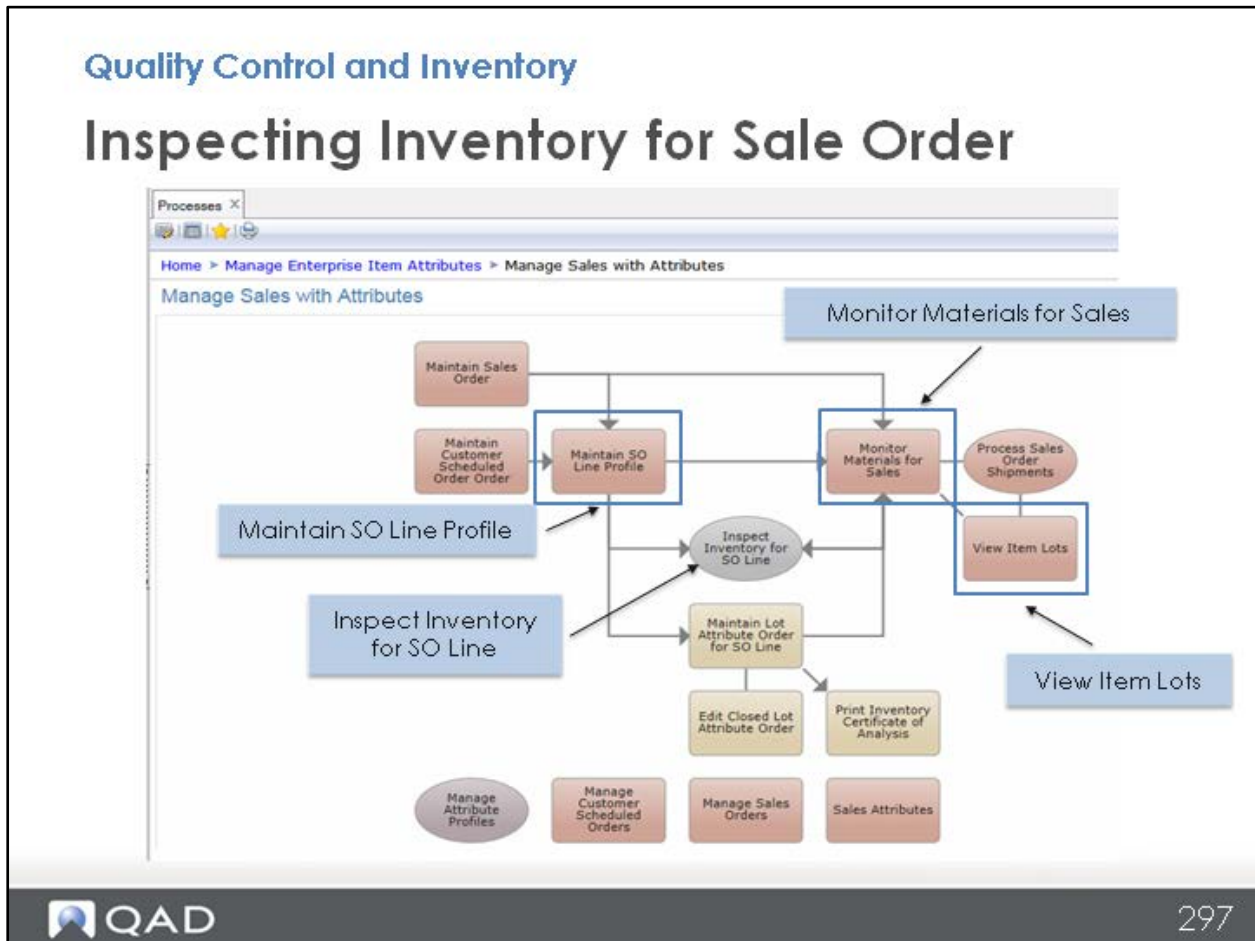 Quality Control and Inventory
Inspecting Inventory for Sale Order
Processes X
Home > Manage Enterprise Item Attributes > Manage Sales with Attributes
Manage Sales with Attributes
Monitor Materials for Sales
Maintain Sales
Order
Maintain
Customer
Scheduled
Order Order
Maintain SO
Line Profile
Monitor
Materials for
Sales
Process Sales
Order
Shipments
Maintain SO Line Profile
Inspect
Inventory for
SO Line
View Item Lots
Inspect Inventory
for SO Line
Maintain Lot
Attribute Order
for SO Line
View Item Lots
Edit Closed Lot
Attribute Order
Print Inventory
Certificate of
Analysis
Manage
Attribute
Profiles
Manage
Customer
Scheduled
Orders
Manage Sales
Orders
Sales Attributes
QAD
297